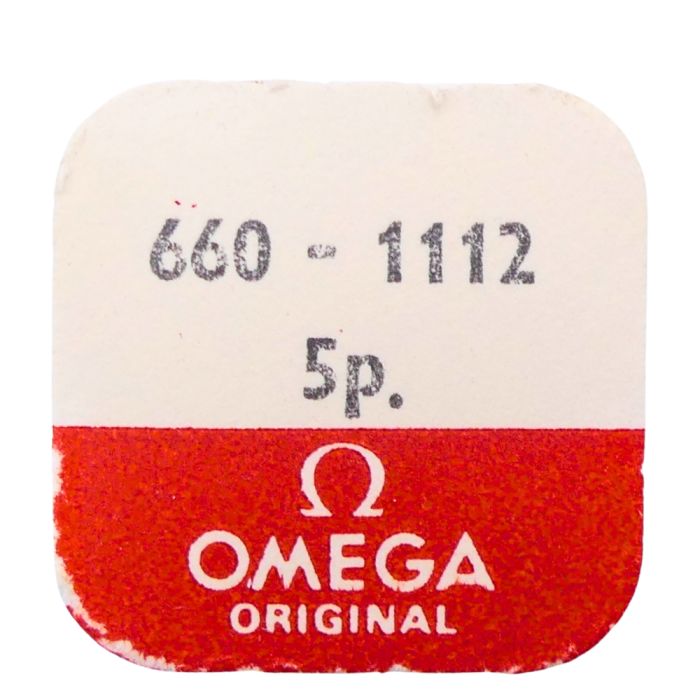 660 - 1112
5p.
Ω
OMEGA
ORIGINAL